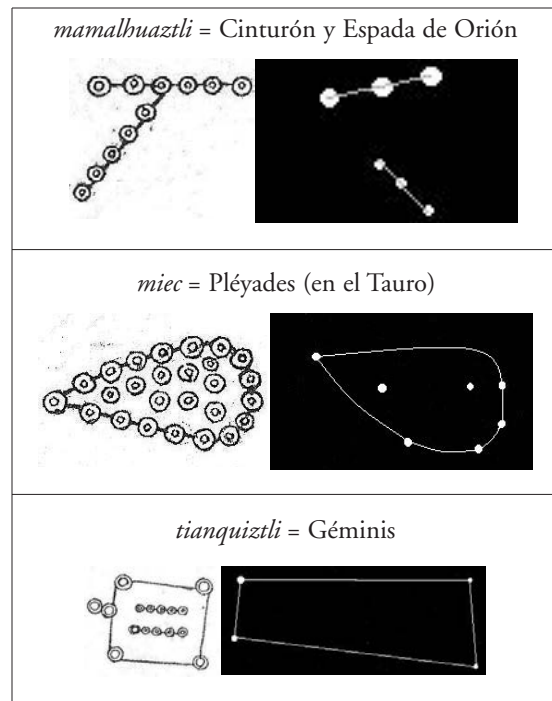 mamalhuaztli = Cinturón y Espada de Orión
miec = Pléyades (en el Tauro)
tianquiztli = Géminis